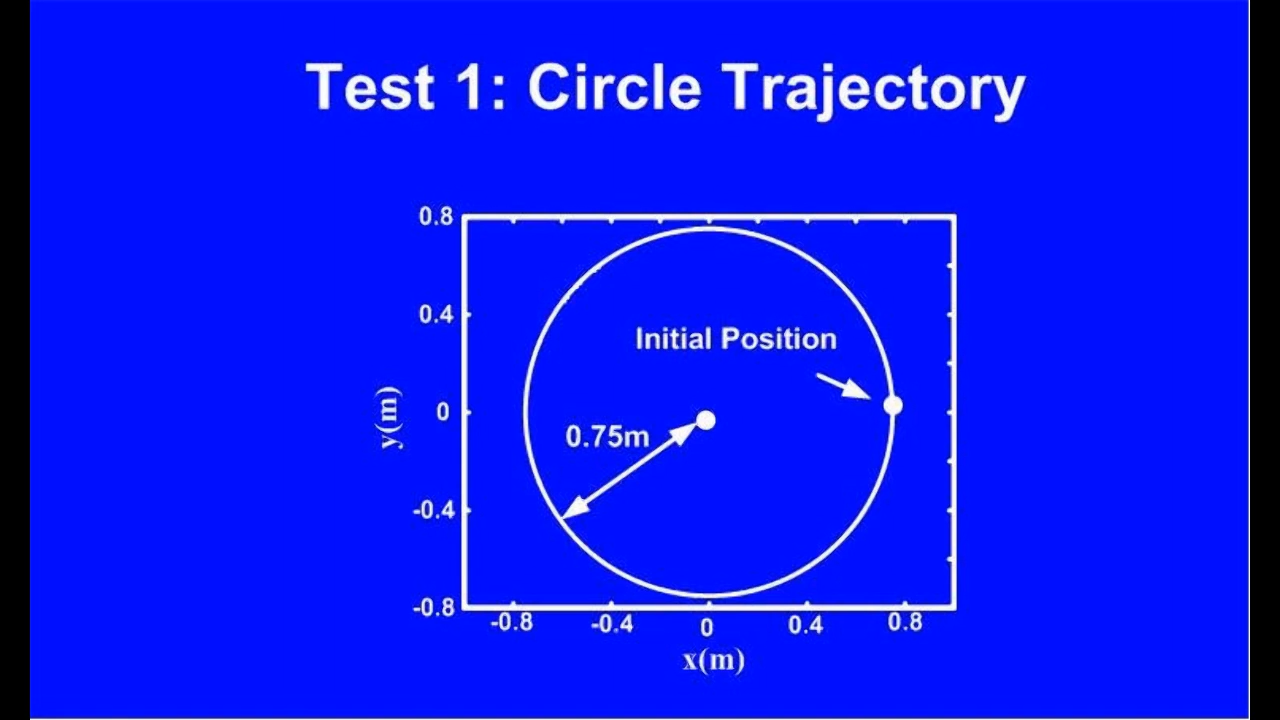 Test 1: Circle Trajectory
0.8
0.4
Initial Position
y(m)
0
0.75m
-0.4
-0.8
-0.8 -0.4 0 0.4 0.8
x(m)